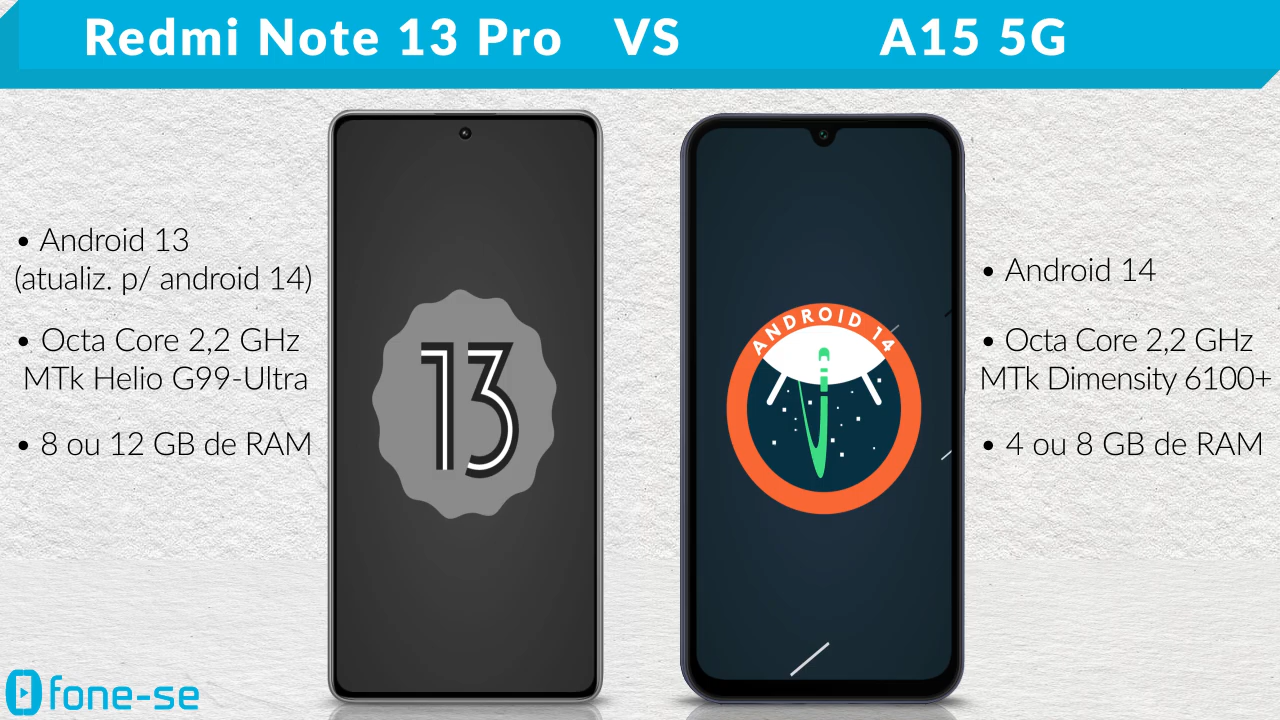 Redmi Note 13 Pro VS A15 5G
• Android 13
(atualiz. p/ android 14)
• Octa Core 2,2 GHz
MTk Helio G99-Ultra
• 8 ou 12 GB de RAM
13
ANDROID 14
• Android 14
• Octa Core 2,2 GHz
MTk Dimensity 6100+
• 4 ou 8 GB de RAM
fone-se